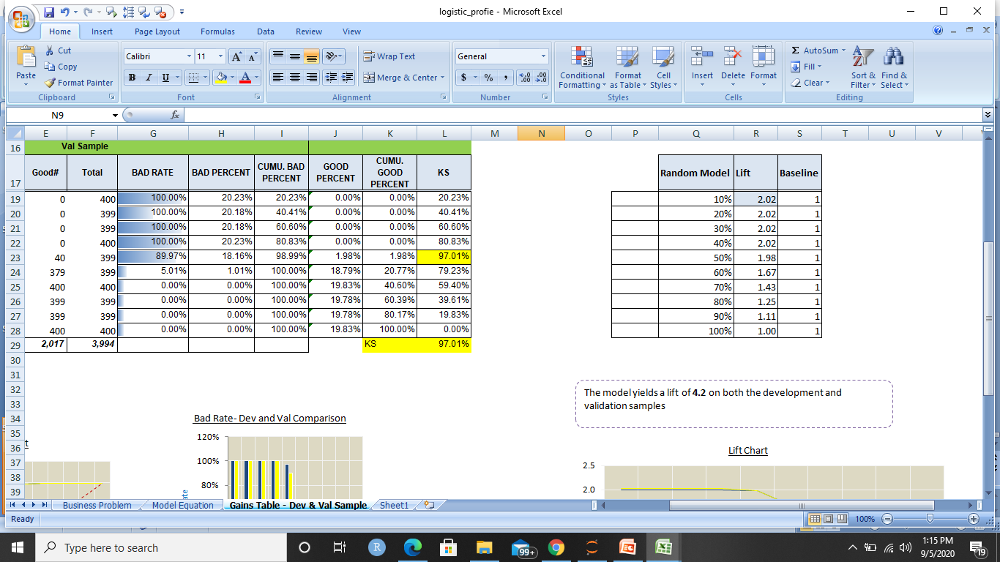 logistic_profie - Microsoft Excel
Home Insert Page Layout Formulas Data Review View
Paste
Cut
Copy
Format Painter
Clipboard
Calibri 11
B I U
Font
Wrap Text
Merge & Center
Alignment
General
$ % ,
Number
Conditional Formatting
Format as Table
Cell Styles
Styles
Insert Delete Format
Cells
Σ AutoSum
Fill
Clear
Sort & Filter
Find & Select
Editing
N9 fx
E F G H I J K L M N O P Q R S T U V
16 Val Sample
17 Good# Total BAD RATE BAD PERCENT CUMU. BAD PERCENT GOOD PERCENT CUMU. GOOD PERCENT KS Random Model Lift Baseline
19 0 400 100.00% 20.23% 20.23% 0.00% 0.00% 20.23% 10% 2.02 1
20 0 399 100.00% 20.18% 40.41% 0.00% 0.00% 40.41% 20% 2.02 1
21 0 399 100.00% 20.18% 60.60% 0.00% 0.00% 60.60% 30% 2.02 1
22 0 400 100.00% 20.23% 80.83% 0.00% 0.00% 80.83% 40% 2.02 1
23 40 399 89.97% 18.16% 98.99% 1.98% 1.98% 97.01% 50% 1.98 1
24 379 399 5.01% 1.01% 100.00% 18.79% 20.77% 79.23% 60% 1.67 1
25 400 400 0.00% 0.00% 100.00% 19.83% 40.60% 59.40% 70% 1.43 1
26 399 399 0.00% 0.00% 100.00% 19.78% 60.39% 39.61% 80% 1.25 1
27 399 399 0.00% 0.00% 100.00% 19.78% 80.17% 19.83% 90% 1.11 1
28 400 400 0.00% 0.00% 100.00% 19.83% 100.00% 0.00% 100% 1.00 1
29 2,017 3,994 KS 97.01%
30
31
32
33
34
35
36
37
38
39
The model yields a lift of 4.2 on both the development and
validation samples
Bad Rate- Dev and Val Comparison
120%
100%
80%
Lift Chart
2.5
2.0
Business Problem Model Equation Gains Table - Dev & Val Sample Sheet1
Ready 100%
Type here to search
99+
1:15 PM
9/5/2020
19